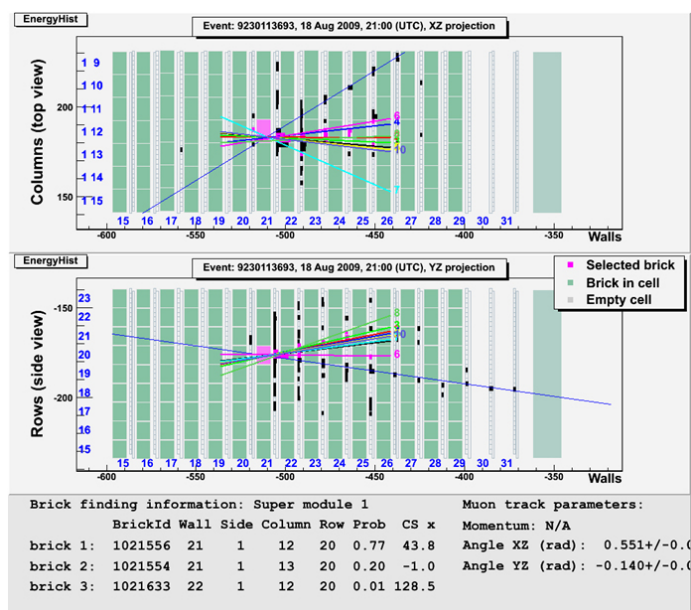 EnergyHist
Event: 9230113693, 18 Aug 2009, 21:00 (UTC), XZ projection
Columns (top view)
1 9
1 10
1 11
1 12
1 13
1 14
1 15
200
150
6
4
10
7
15 16 17 18 19 20 21 22 23 24 25 26 27 28 29 30 31
-600 -550 -500 -450 -400 -350
Walls
EnergyHist
Event: 9230113693, 18 Aug 2009, 21:00 (UTC), YZ projection
Selected brick
Brick in cell
Empty cell
Rows (side view)
23
22
21
20
19
18
17
16
15
-150
-200
8
10
6
15 16 17 18 19 20 21 22 23 24 25 26 27 28 29 30 31
-600 -550 -500 -450 -400 -350
Walls
Brick finding information: Super module 1
BrickId Wall Side Column Row Prob CS x
brick 1: 1021556 21 1 12 20 0.77 43.8
brick 2: 1021554 21 1 13 20 0.20 -1.0
brick 3: 1021633 22 1 12 20 0.01 128.5
Muon track parameters:
Momentum: N/A
Angle XZ (rad): 0.551+/-0.0
Angle YZ (rad): -0.140+/-0.0